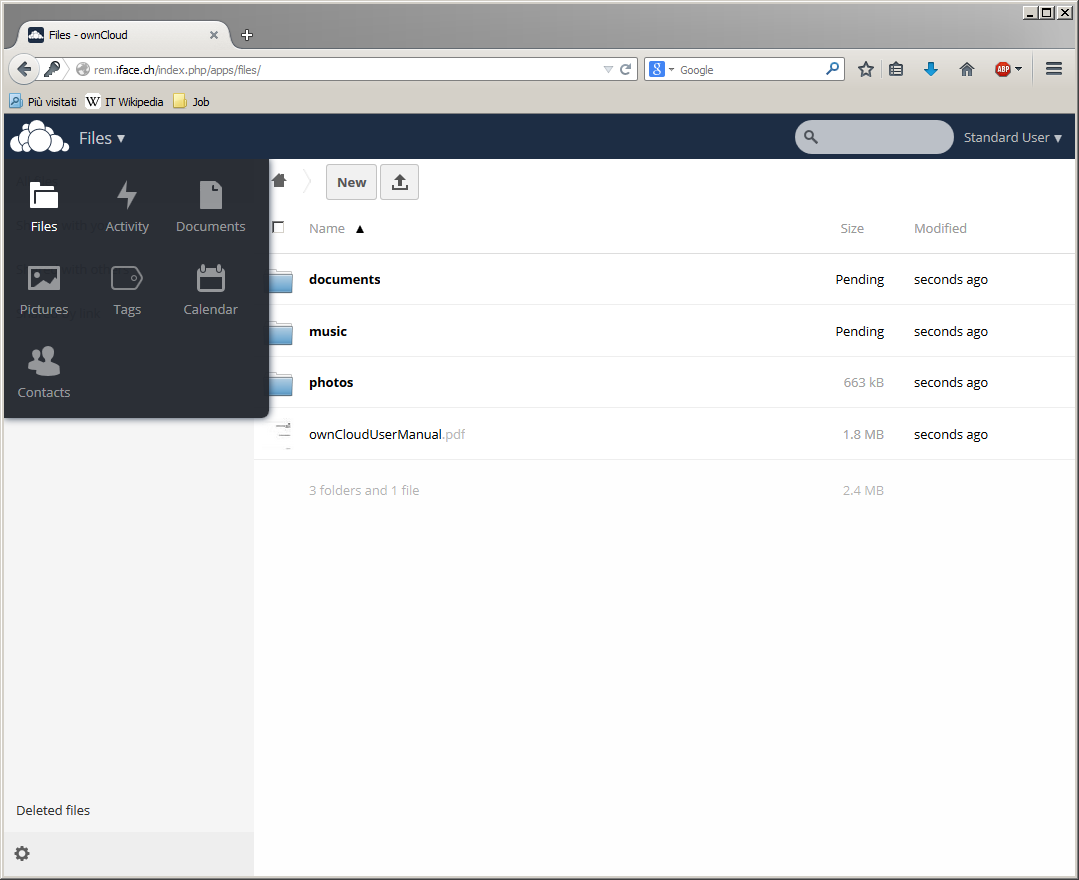 Files - ownCloud
rem.iface.ch/index.php/apps/files/
8 Google
ABP
Più visitati W IT Wikipedia Job
Files ▾ Standard User ▾
Files Activity Documents
Pictures Tags Calendar
Contacts
New
Name ▲ Size Modified
documents Pending seconds ago
music Pending seconds ago
photos 663 kB seconds ago
ownCloudUserManual.pdf 1.8 MB seconds ago
3 folders and 1 file 2.4 MB
Deleted files